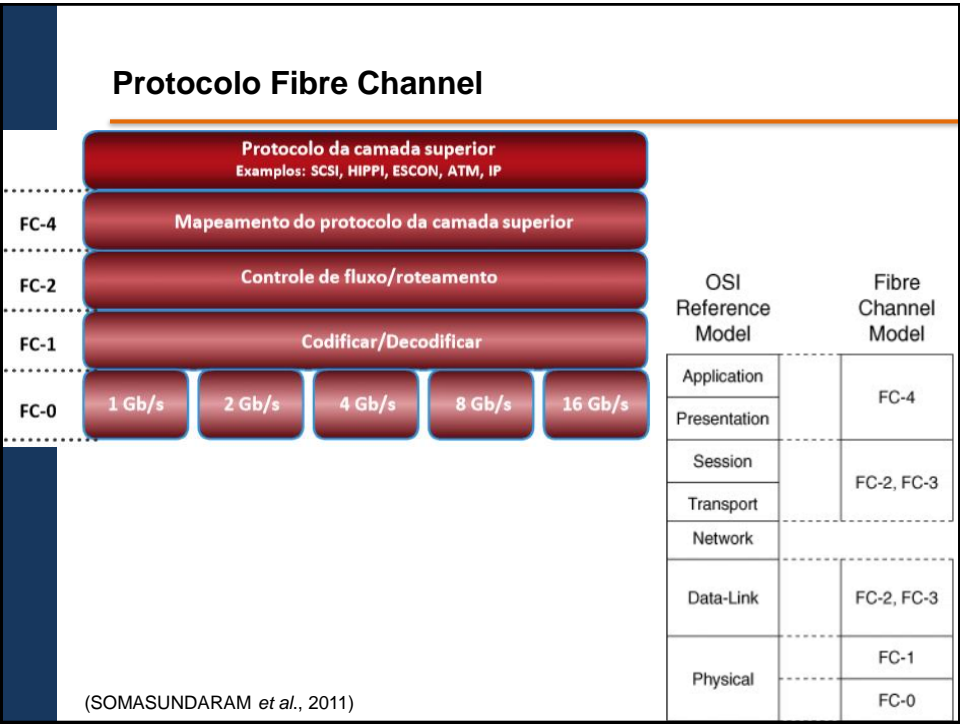 Protocolo Fibre Channel
Protocolo da camada superior
Examplos: SCSI, HIPPI, ESCON, ATM, IP
FC-4
Mapeamento do protocolo da camada superior
FC-2
Controle de fluxo/roteamento
FC-1
Codificar/Decodificar
FC-0
1 Gb/s
2 Gb/s
4 Gb/s
8 Gb/s
16 Gb/s
OSI
Reference
Model
Fibre
Channel
Model
Application
Presentation
FC-4
Session
Transport
FC-2, FC-3
Network
Data-Link
FC-2, FC-3
Physical
FC-1
FC-0
(SOMASUNDARAM et al., 2011)